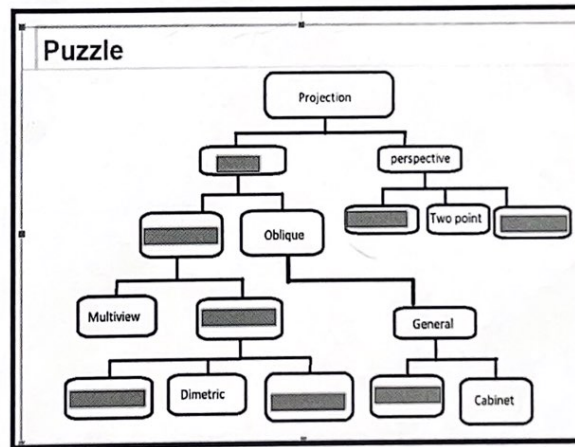 Puzzle
Projection
perspective
Two point
Oblique
Multiview
General
Dimetric
Cabinet